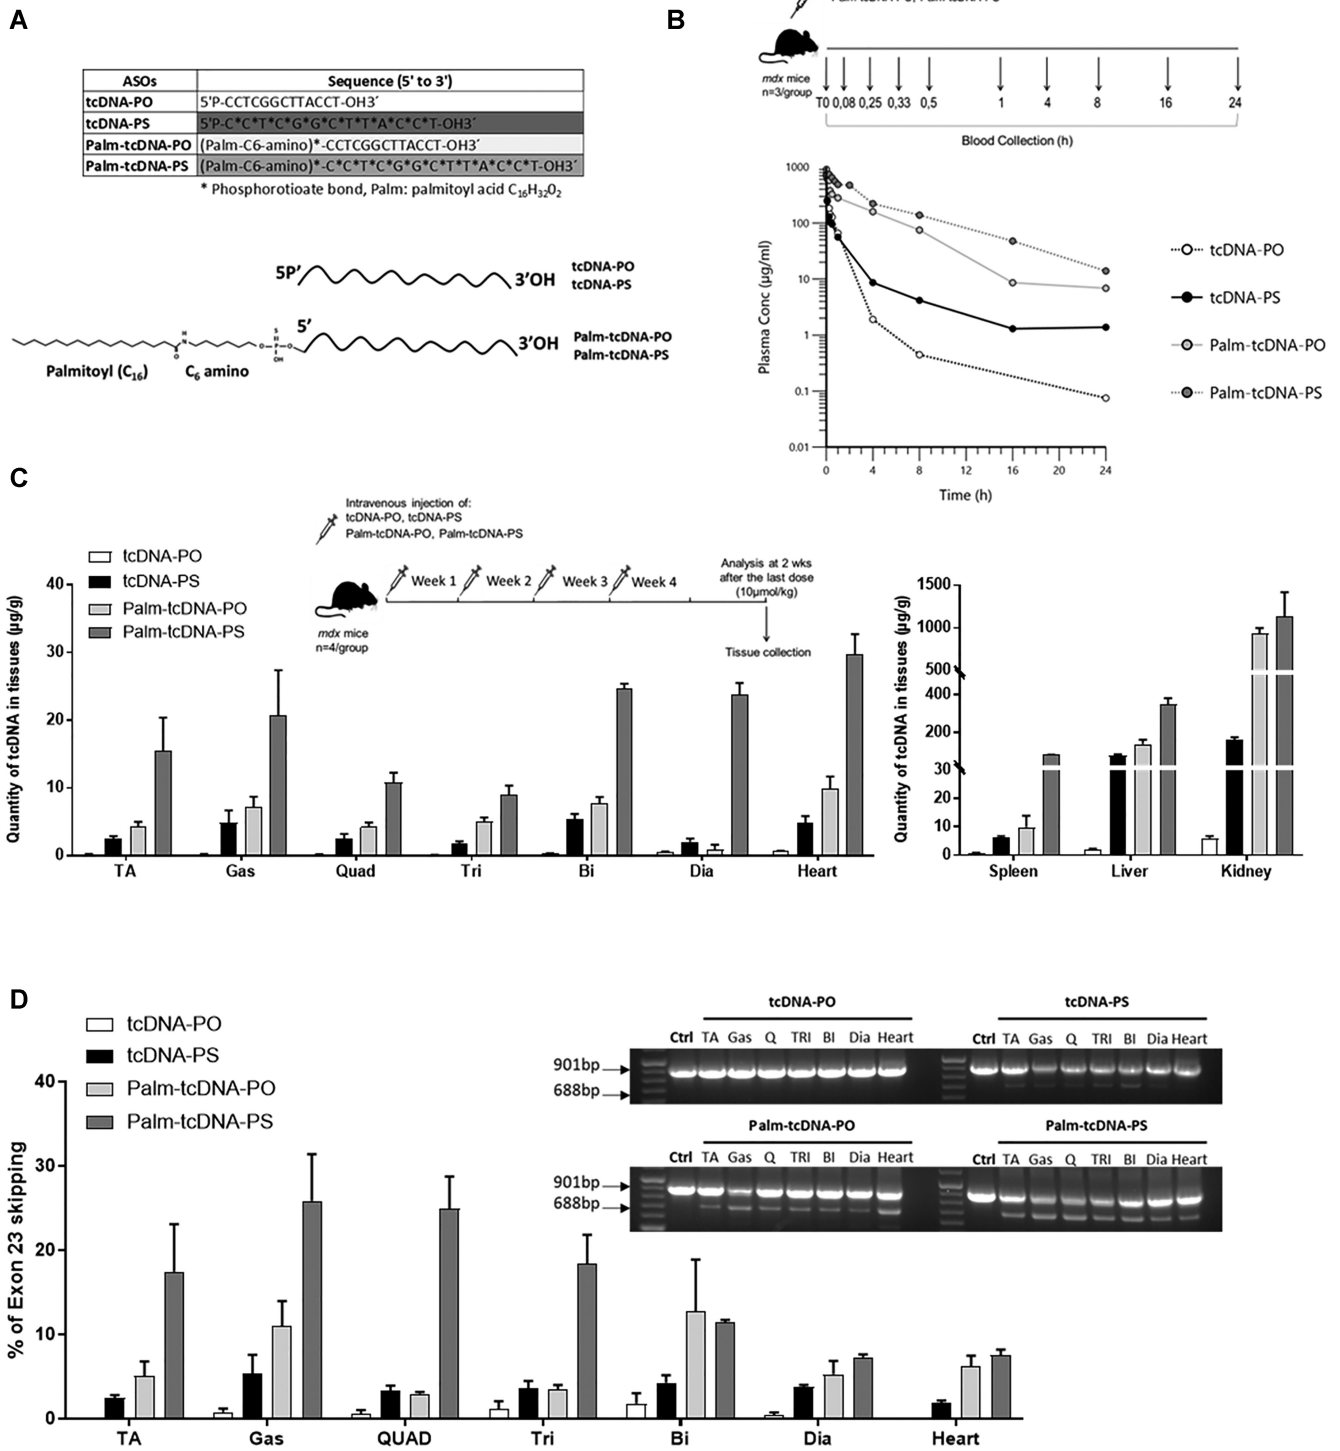 A
ASOs Sequence (5' to 3')
tcDNA-PO 5'P-CCTCGGCTTACCT-OH3´
tcDNA-PS 5'P-C*C*T*C*G*G*C*T*T*A*C*C*T-OH3´
Palm-tcDNA-PO (Palm-C6-amino)*-CCTCGGCTTACCT-OH3´
Palm-tcDNA-PS (Palm-C6-amino)*-C*C*T*C*G*G*C*T*T*A*C*C*T-OH3´
* Phosphorotioate bond, Palm: palmitoyl acid C16H3202
5P’ 3’OH
tcDNA-PO
tcDNA-PS
5’ 3’OH
Palm-tcDNA-PO
Palm-tcDNA-PS
H
N
O
O
S
P
OH
O
Palmitoyl (C16) C6 amino
B
mdx mice
n=3/group
T0 0,08 0,25 0,33 0,5 1 4 8 16 24
Blood Collection (h)
Plasma Conc (µg/ml)
1000
100
10
1
0.1
0.01
0 4 8 12 16 20 24
Time (h)
tcDNA-PO
tcDNA-PS
Palm-tcDNA-PO
Palm-tcDNA-PS
C
Intravenous injection of:
tcDNA-PO, tcDNA-PS
Palm-tcDNA-PO, Palm-tcDNA-PS
Week 1 Week 2 Week 3 Week 4
mdx mice
n=4/group
Analysis at 2 wks
after the last dose
(10µmol/kg)
Tissue collection
tcDNA-PO
tcDNA-PS
Palm-tcDNA-PO
Palm-tcDNA-PS
Quantity of tcDNA in tissues (µg/g)
40
30
20
10
0
TA Gas Quad Tri Bi Dia Heart
Quantity of tcDNA in tissues (µg/g)
1500
1000
500
400
200
30
20
10
0
Spleen Liver Kidney
D
tcDNA-PO
tcDNA-PS
Palm-tcDNA-PO
Palm-tcDNA-PS
% of Exon 23 skipping
40
30
20
10
0
TA Gas QUAD Tri Bi Dia Heart
tcDNA-PO tcDNA-PS
Ctrl TA Gas Q TRI BI Dia Heart Ctrl TA Gas Q TRI BI Dia Heart
901bp
688bp
Palm-tcDNA-PO Palm-tcDNA-PS
Ctrl TA Gas Q TRI BI Dia Heart Ctrl TA Gas Q TRI BI Dia Heart
901bp
688bp